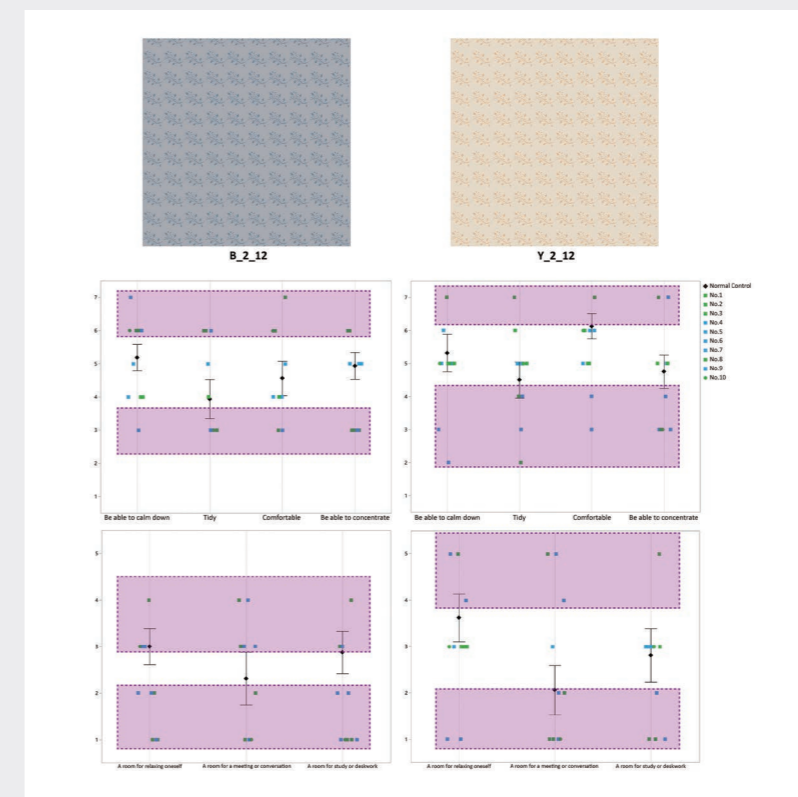 B_2_12
Y_2_12
7
6
5
4
3
2
1
Be able to calm down Tidy Comfortable Be able to concentrate
7
6
5
4
3
2
1
Be able to calm down Tidy Comfortable Be able to concentrate
Normal Control
No.1
No.2
No.3
No.4
No.5
No.6
No.7
No.8
No.9
No.10
5
4
3
2
1
A room for relaxing oneself A room for a meeting or conversation A room for study or deskwork
5
4
3
2
1
A room for relaxing oneself A room for a meeting or conversation A room for study or deskwork